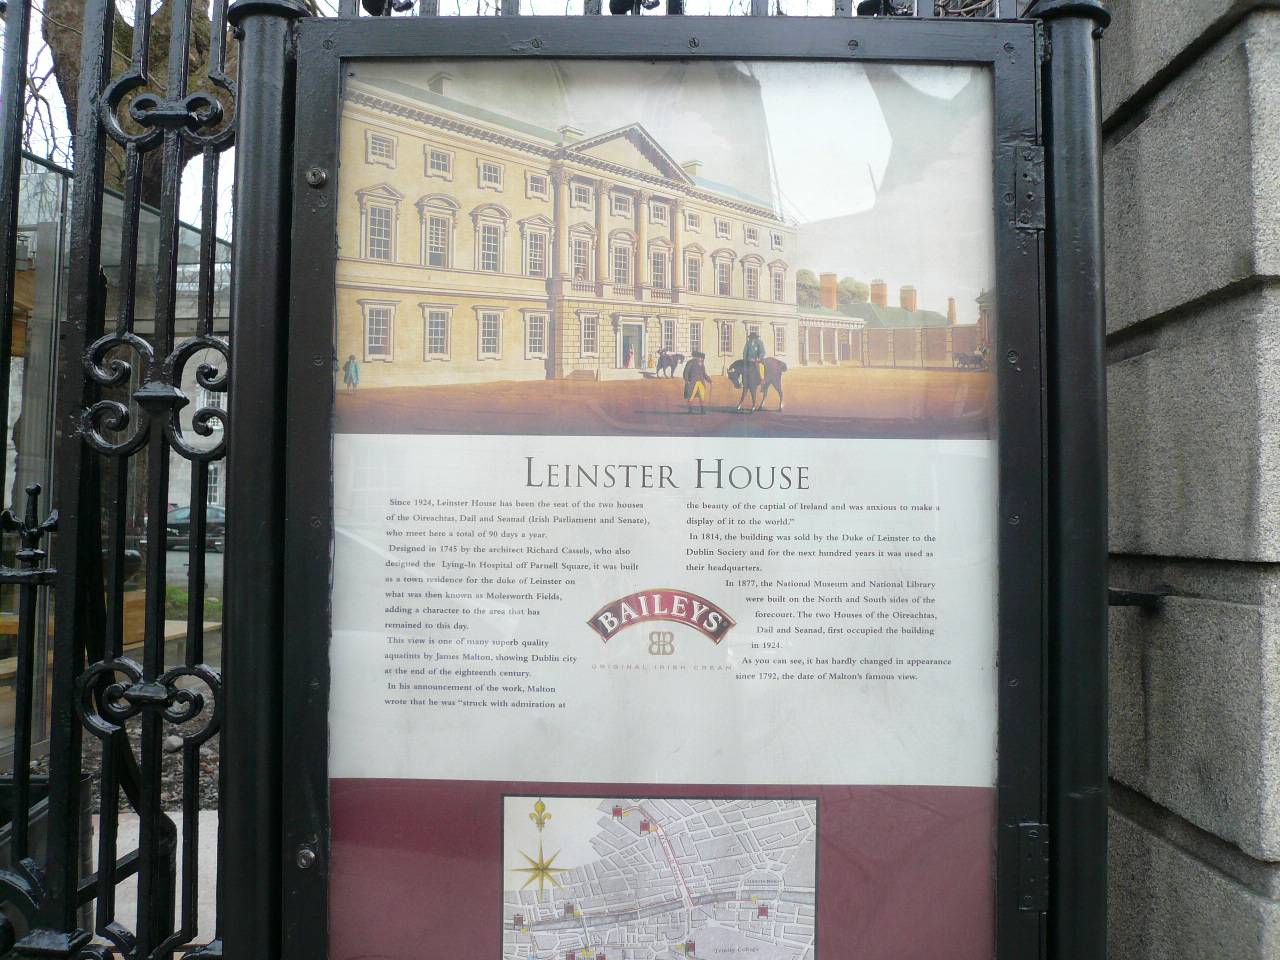 LEINSTER HOUSE
Since 1924, Leinster House has been the seat of the two houses
of the Oireachtas, Dail and Seanad (Irish Parliament and Senate),
who meet here a total of 90 days a year.
Designed in 1745 by the architect Richard Cassels, who also
designed the Lying-In Hospital off Parnell Square, it was built
as a town residence for the duke of Leinster on
what was then known as Molesworth Fields,
adding a character to the area that has
remained to this day.
This view is one of many superb quality
aquatints by James Malton, showing Dublin city
at the end of the eighteenth century.
In his announcement of the work, Malton
wrote that he was "struck with admiration at
the beauty of the captial of Ireland and was anxious to make a
display of it to the world."
In 1814, the building was sold by the Duke of Leinster to the
Dublin Society and for the next hundred years it was used as
their headquarters.
In 1877, the National Museum and National Library
were built on the North and South sides of the
forecourt. The two Houses of the Oireachtas,
Dail and Seanad, first occupied the building
in 1924.
As you can see, it has hardly changed in appearance
since 1792, the date of Malton's famous view.
BAILEYS
ORIGINAL IRISH CREAM
Trinity College